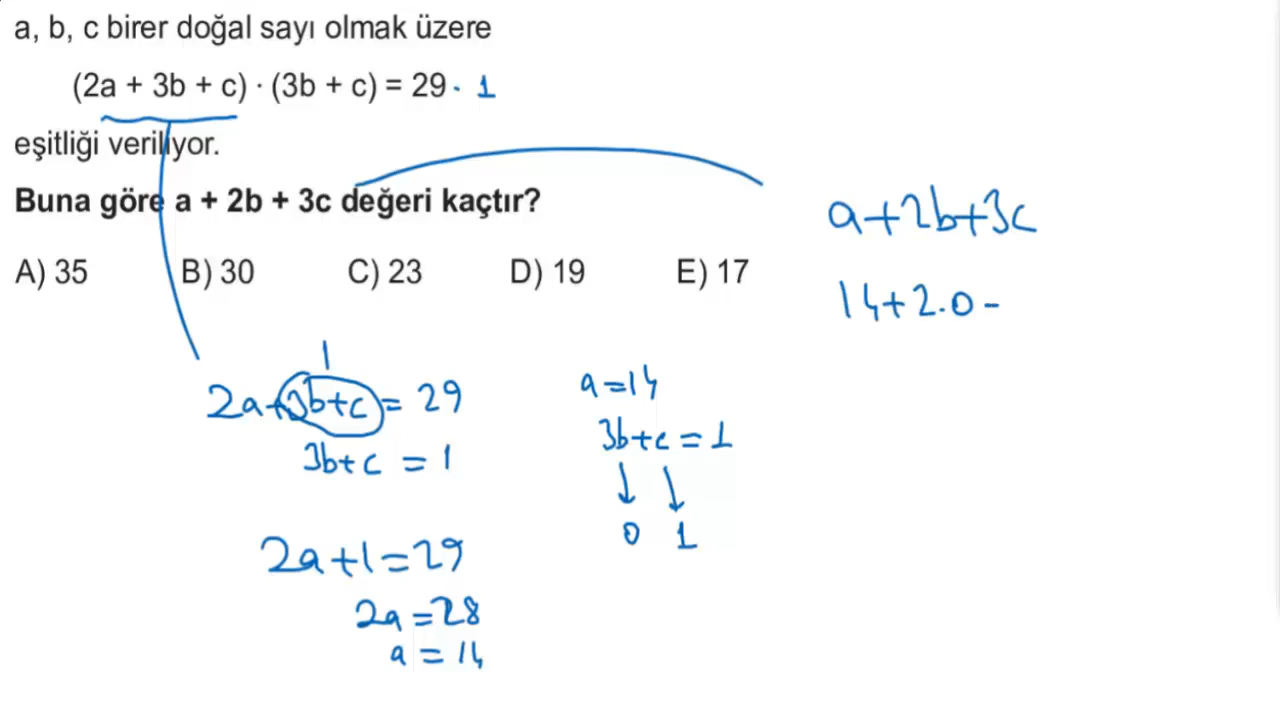 a, b, c birer doğal sayı olmak üzere
(2a + 3b + c) · (3b + c) = 29 · 1
eşitliği veriliyor.
Buna göre a + 2b + 3c değeri kaçtır?
A) 35 B) 30 C) 23 D) 19 E) 17
a+2b+3c
14+2.0-
1
2a+3b+c = 29
3b+c = 1
2a+1=29
2a=28
a = 14
a=14
3b+c=1
0 1